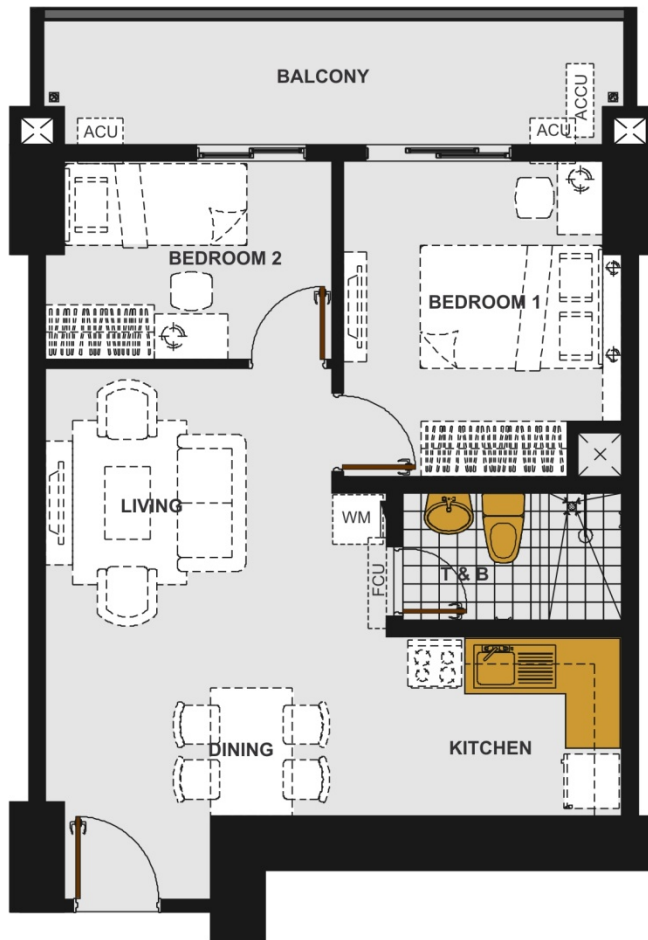 BALCONY
ACU
ACU
ACCU
BEDROOM 2
BEDROOM 1
LIVING
WM
FCU
T & B
DINING
KITCHEN